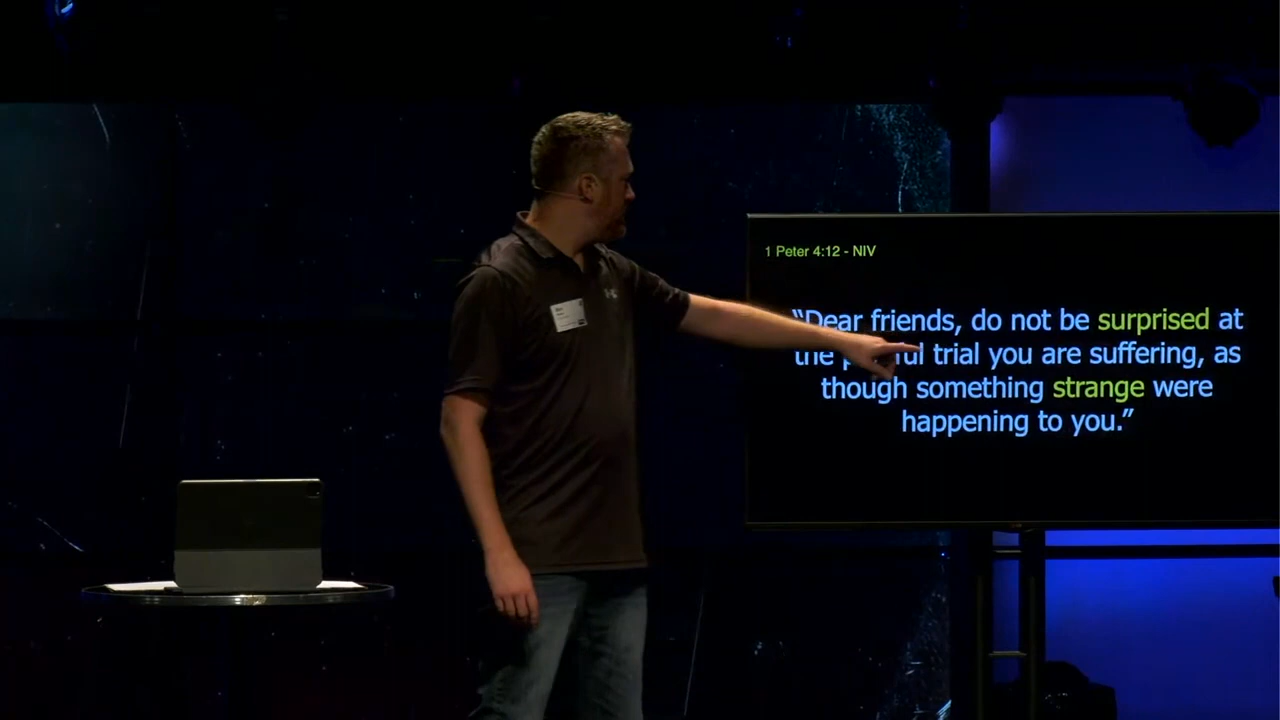 1 Peter 4:12 - NIV
“Dear friends, do not be surprised at
the trial you are suffering, as
though something strange were
happening to you.”